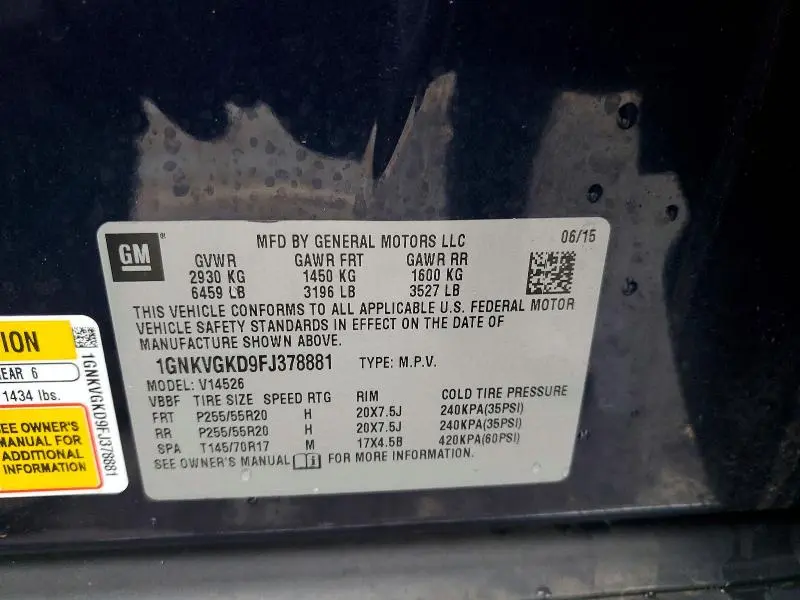 GM
MFD BY GENERAL MOTORS LLC 06/15
GVWR GAWR FRT GAWR RR
2930 KG 1450 KG 1600 KG
6459 LB 3196 LB 3527 LB
THIS VEHICLE CONFORMS TO ALL APPLICABLE U.S. FEDERAL MOTOR
VEHICLE SAFETY STANDARDS IN EFFECT ON THE DATE OF
MANUFACTURE SHOWN ABOVE.
1GNKVGKD9FJ378881 TYPE: M.P.V.
MODEL: V14526
VBBF TIRE SIZE SPEED RTG RIM COLD TIRE PRESSURE
FRT P255/55R20 H 20X7.5J 240KPA(35PSI)
RR P255/55R20 H 20X7.5J 240KPA(35PSI)
SPA T145/70R17 M 17X4.5B 420KPA(60PSI)
SEE OWNER'S MANUAL FOR MORE INFORMATION.
ION
EAR 6
1434 lbs.
SEE OWNER'S
MANUAL FOR
ADDITIONAL
INFORMATION
1GNKVGKD9FJ378881